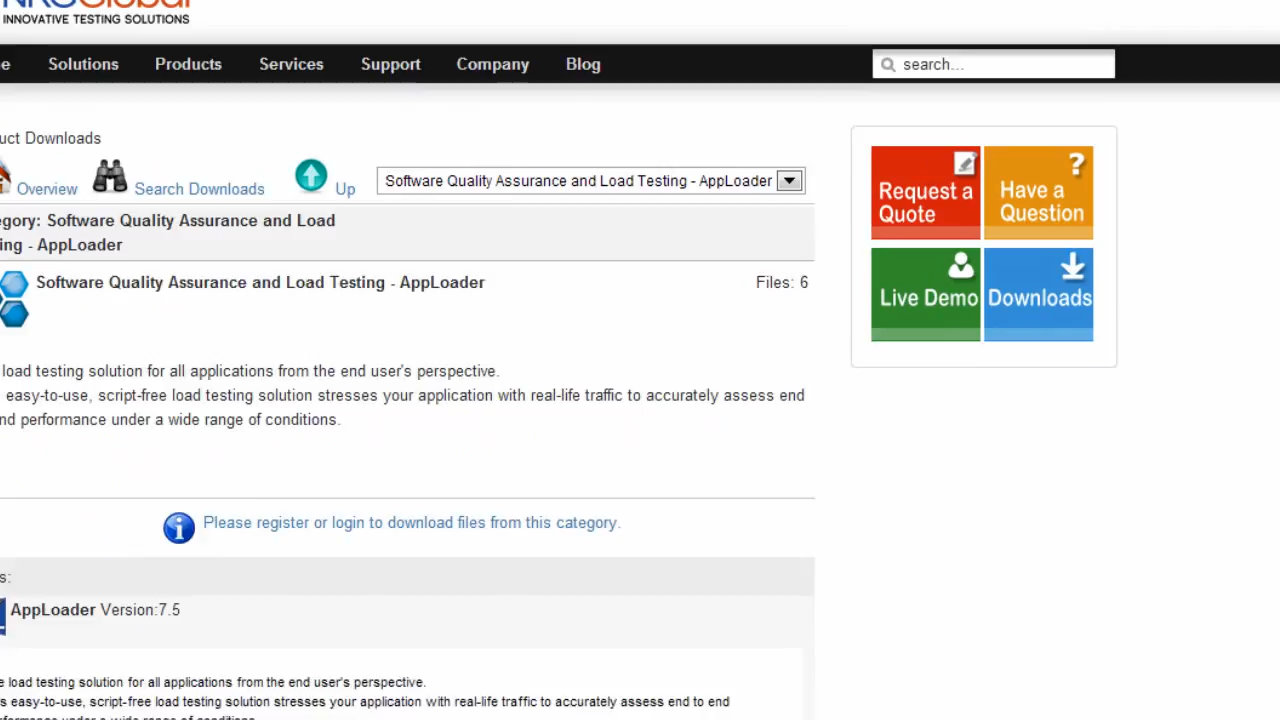 INNOVATIVE TESTING SOLUTIONS
Solutions Products Services Support Company Blog
search...
Downloads
Overview Search Downloads Up Software Quality Assurance and Load Testing - AppLoader
Software Quality Assurance and Load
- AppLoader
Software Quality Assurance and Load Testing - AppLoader Files: 6
load testing solution for all applications from the end user's perspective.
easy-to-use, script-free load testing solution stresses your application with real-life traffic to accurately assess end
performance under a wide range of conditions.
Please register or login to download files from this category.
AppLoader Version:7.5
load testing solution for all applications from the end user's perspective.
easy-to-use, script-free load testing solution stresses your application with real-life traffic to accurately assess end to end
Request a
Quote
Have a
Question
Live Demo
Downloads